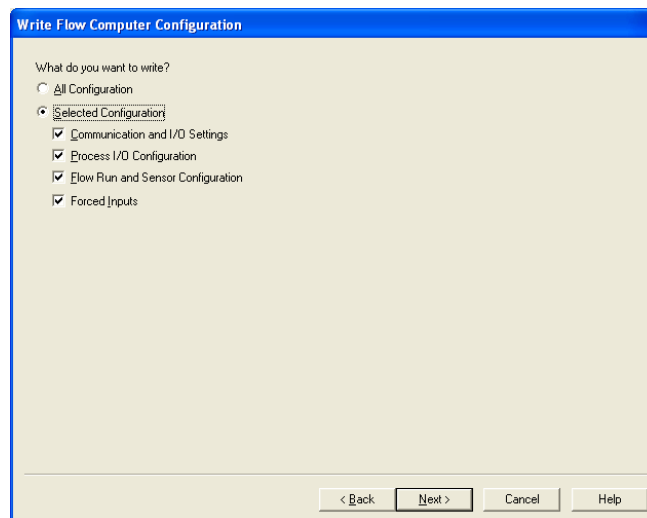 Write Flow Computer Configuration
What do you want to write?
All Configuration
Selected Configuration
Communication and I/O Settings
Process I/O Configuration
Flow Run and Sensor Configuration
Forced Inputs
< Back Next > Cancel Help